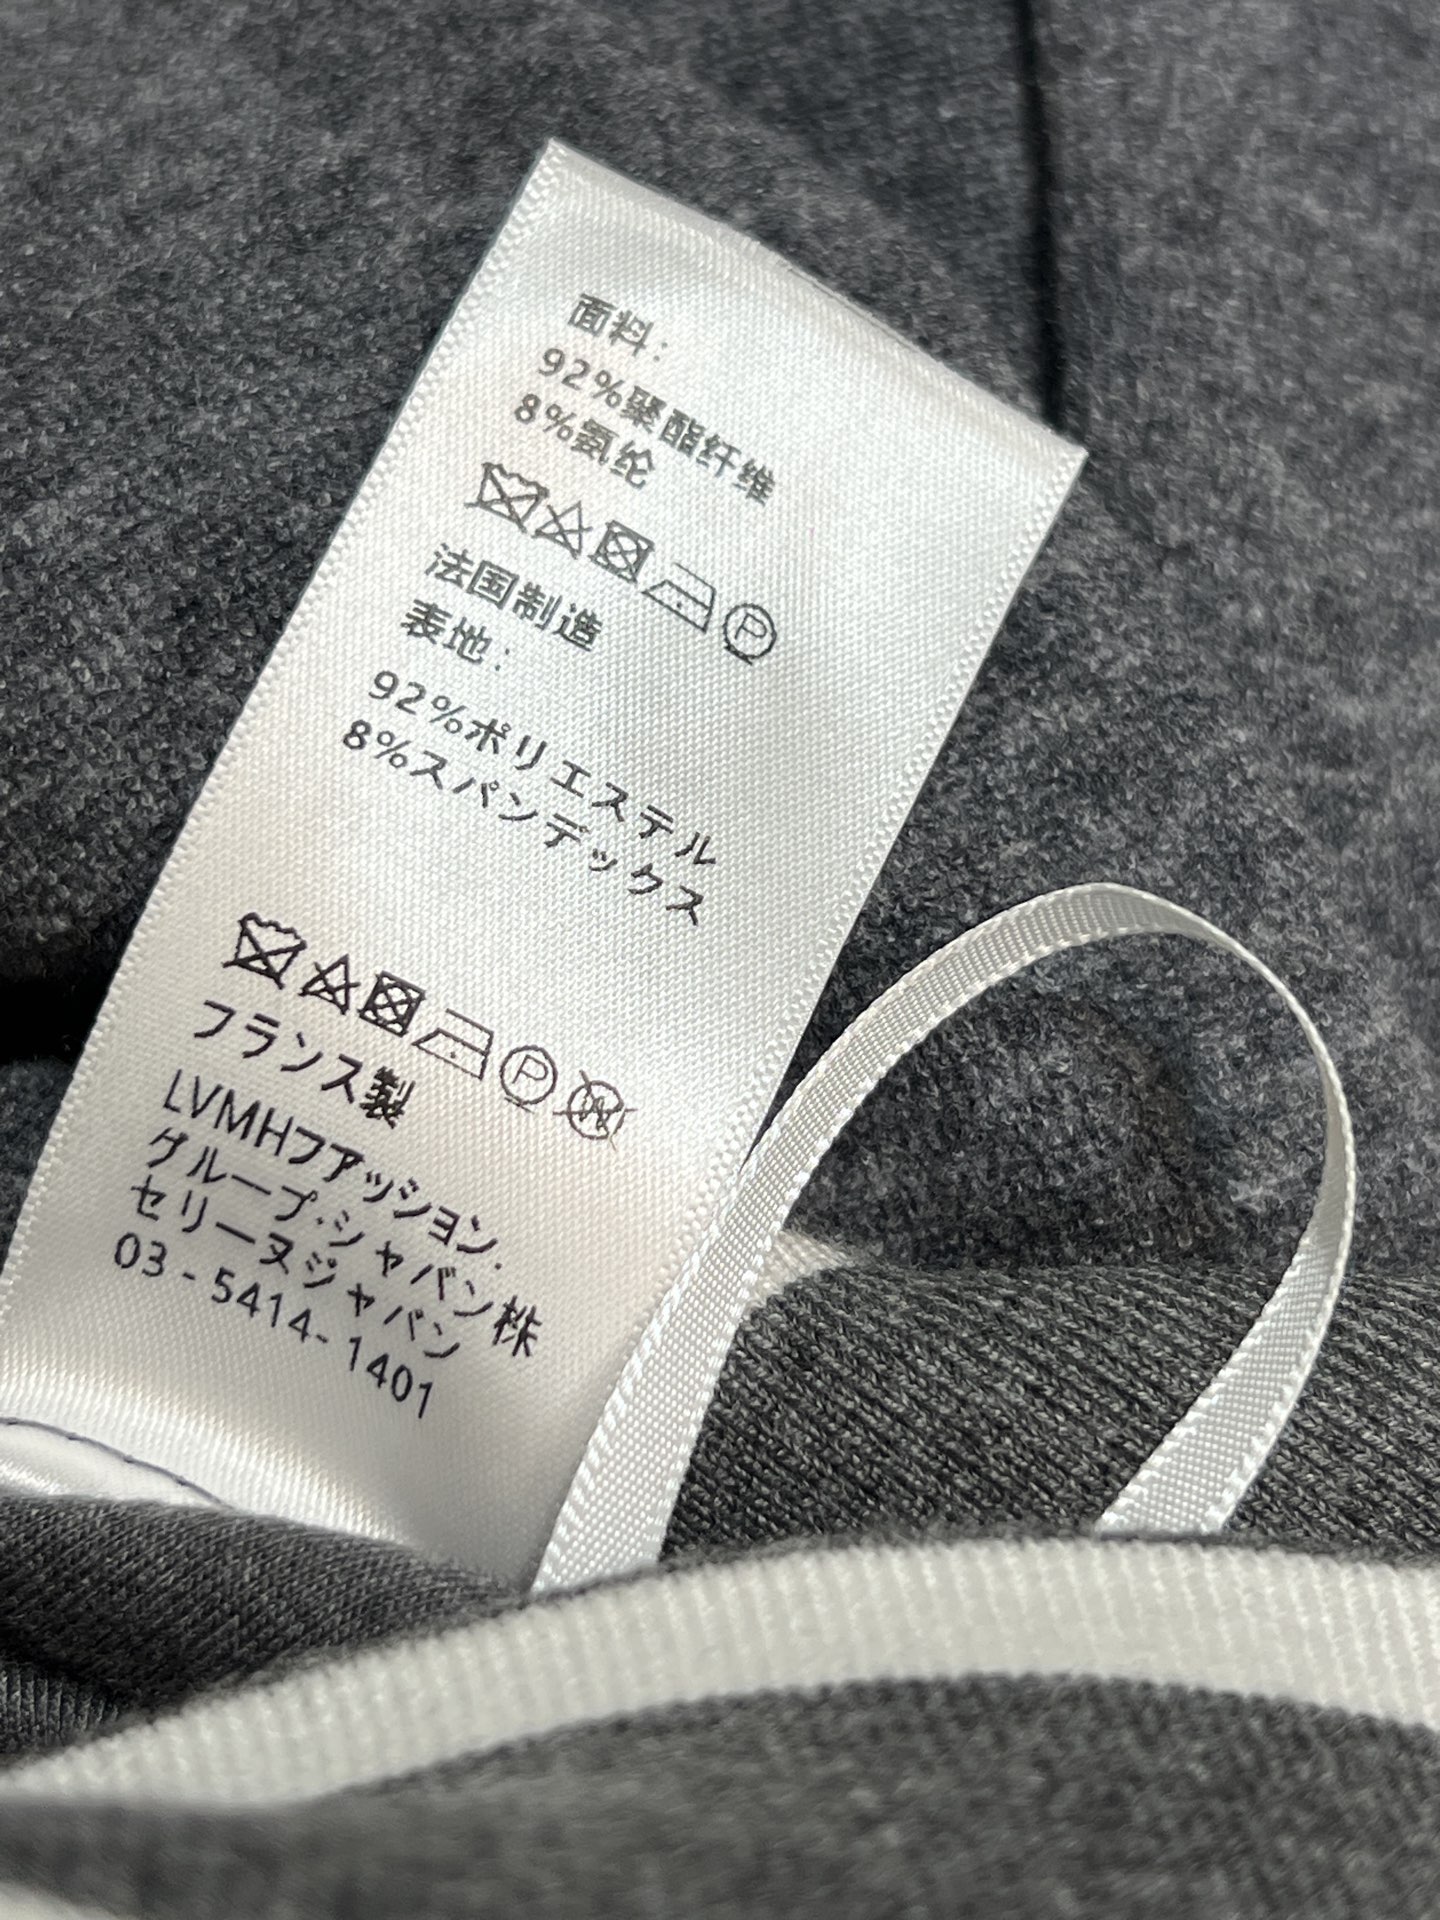 面料：
92%聚酯纤维
8%氨纶
P
法国制造
表地：
92%ポリエステル
8%スパンデックス
P
フランス製
LVMHファッション.
グループ.ジャパン株
セリーヌジャパン
03-5414-1401